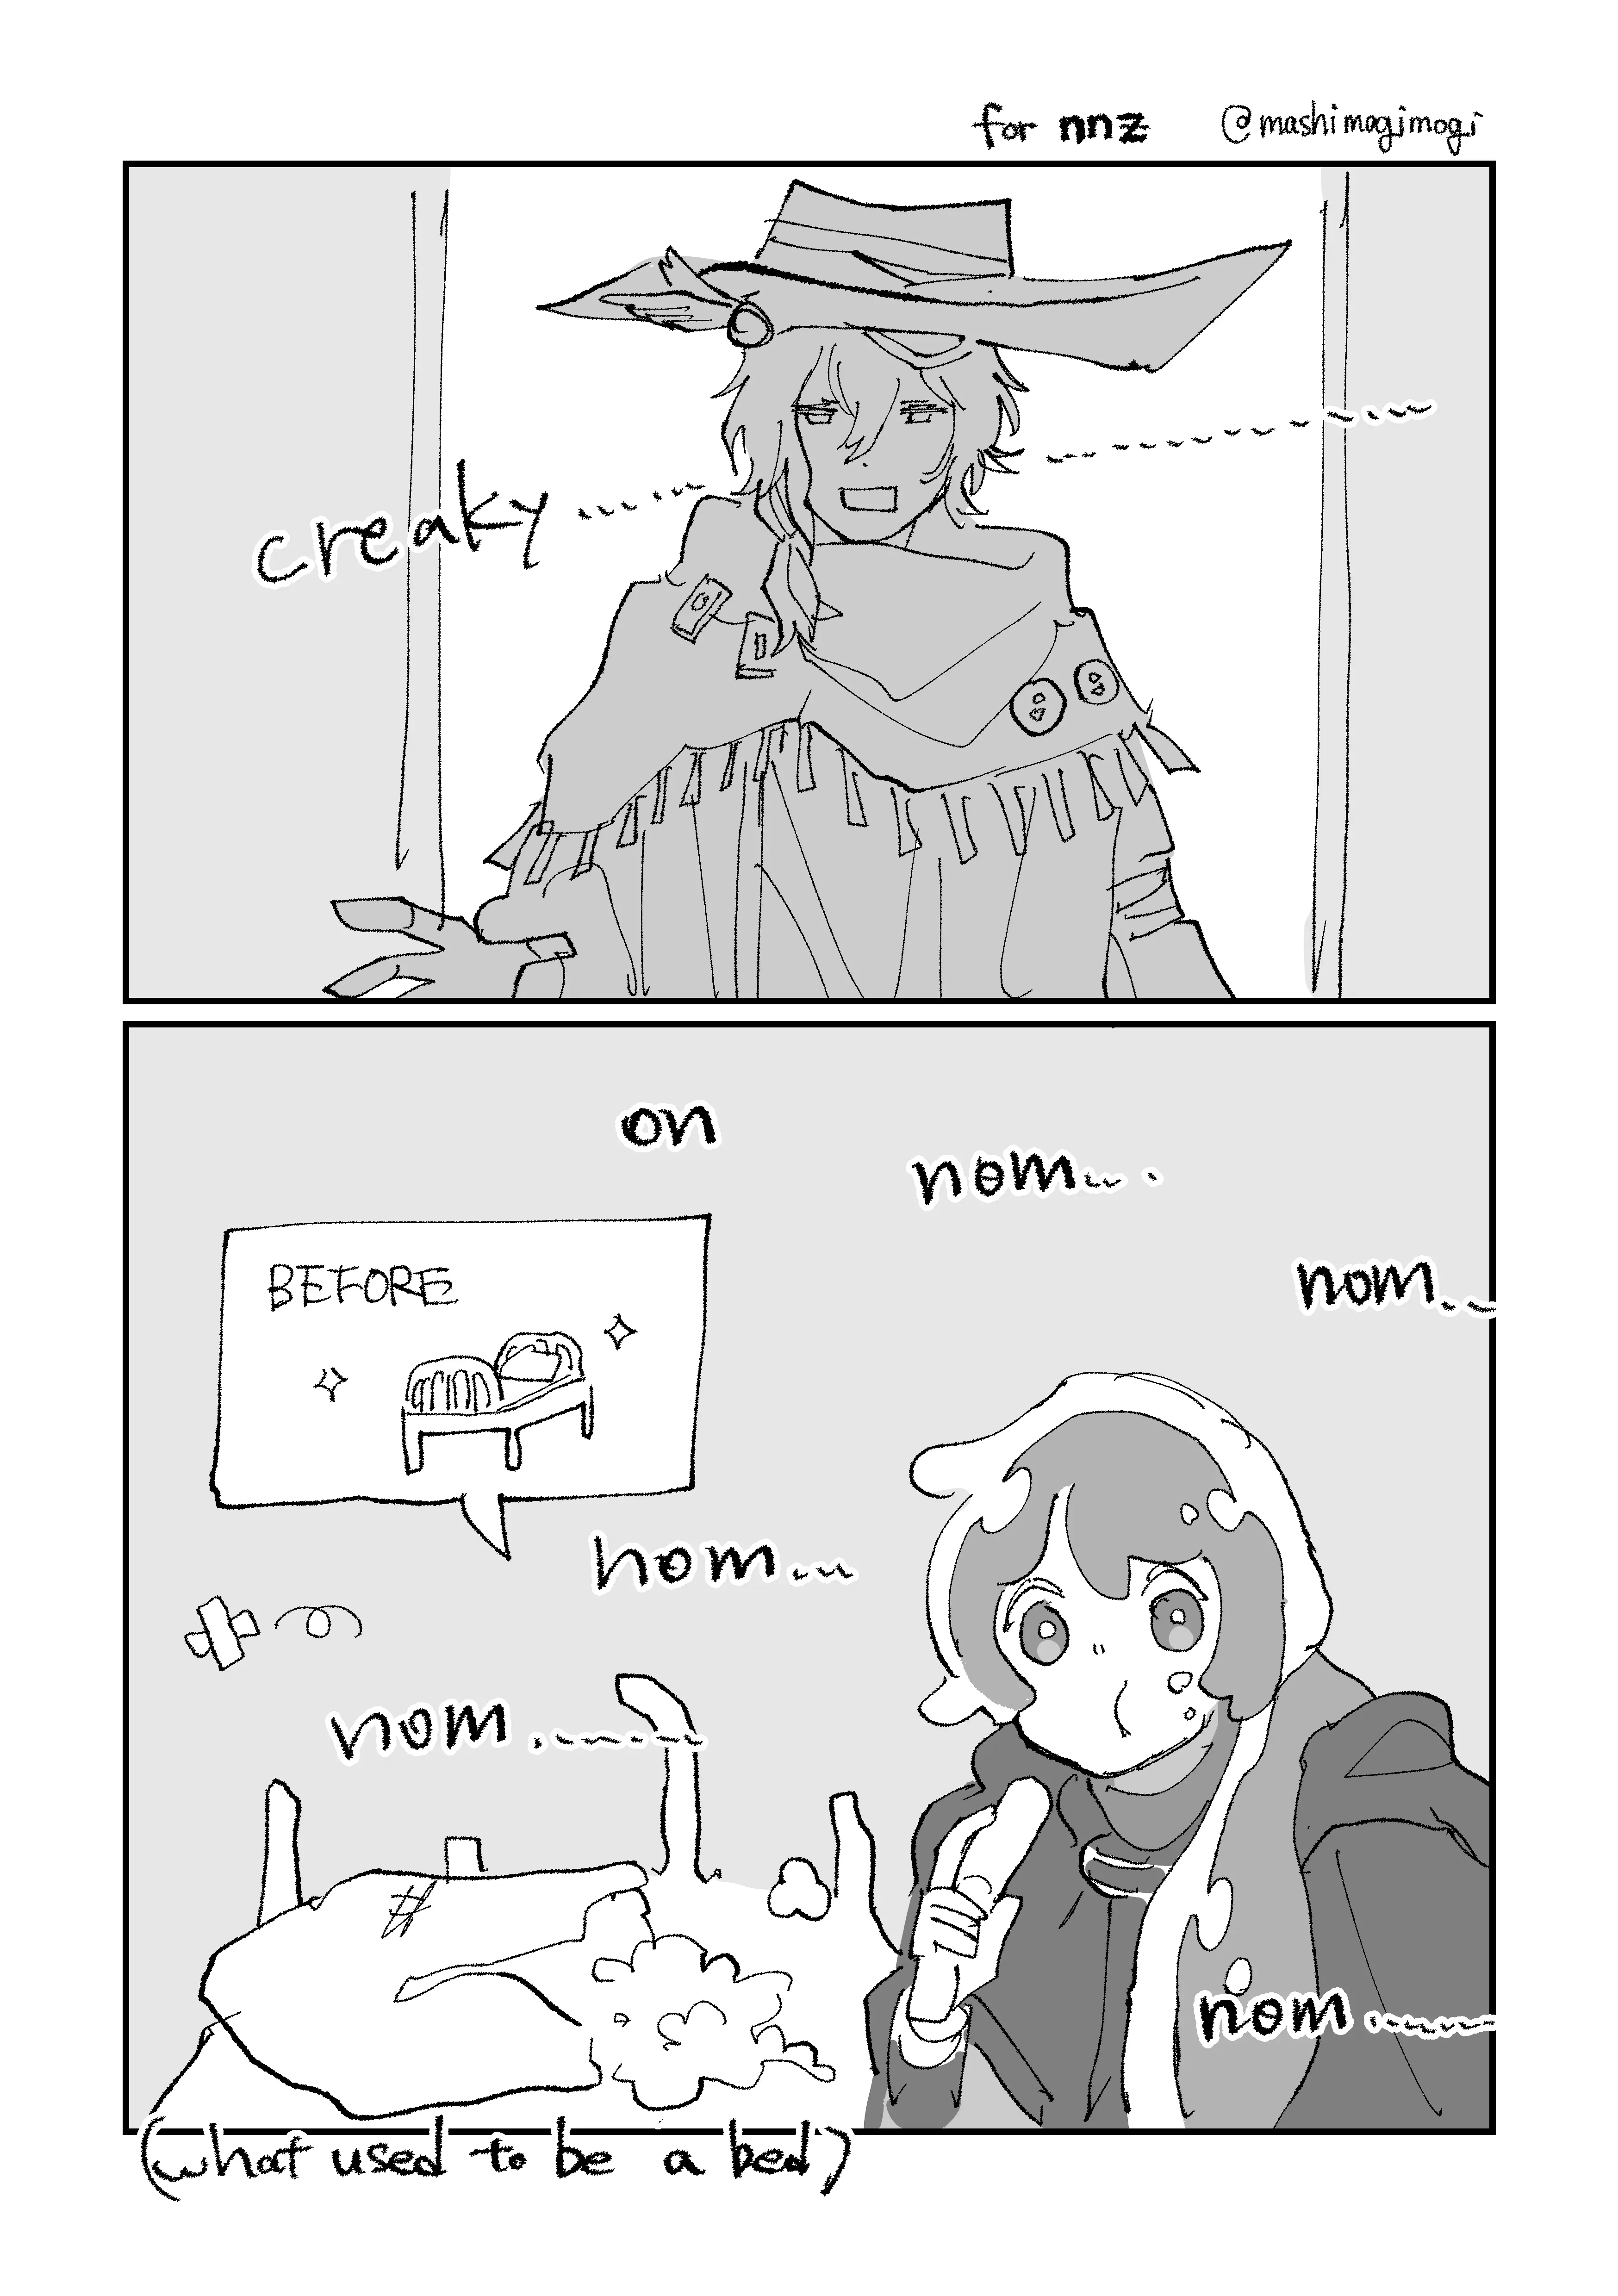 for nnz @mashimogimogi
creaky......
on
nom...
nom...
BEFORE
nom...
nom........
nom........
(what used to be a bed)